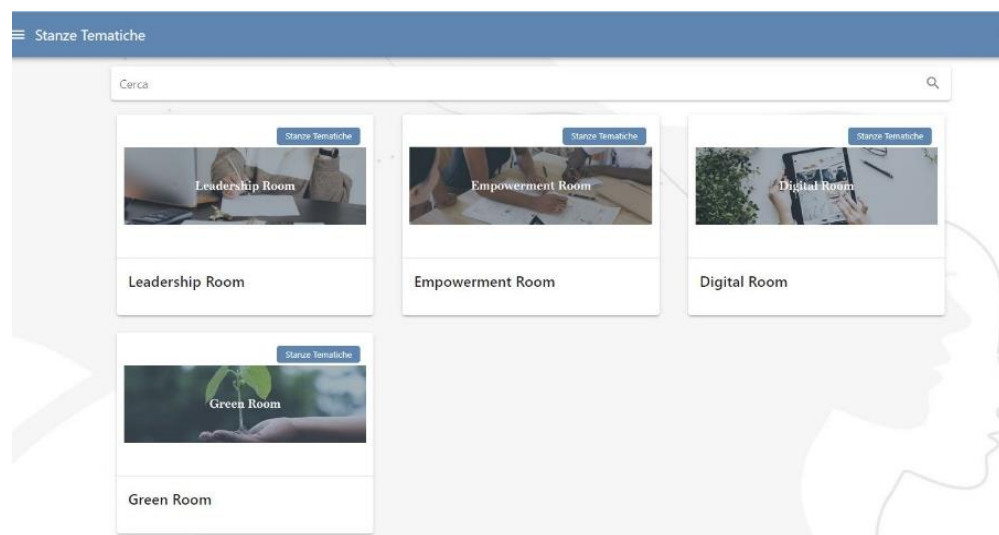 Stanze Tematiche
Cerca
Stanze Tematiche
Leadership Room
Leadership Room
Stanze Tematiche
Empowerment Room
Empowerment Room
Stanze Tematiche
Digital Room
Digital Room
Stanze Tematiche
Green Room
Green Room